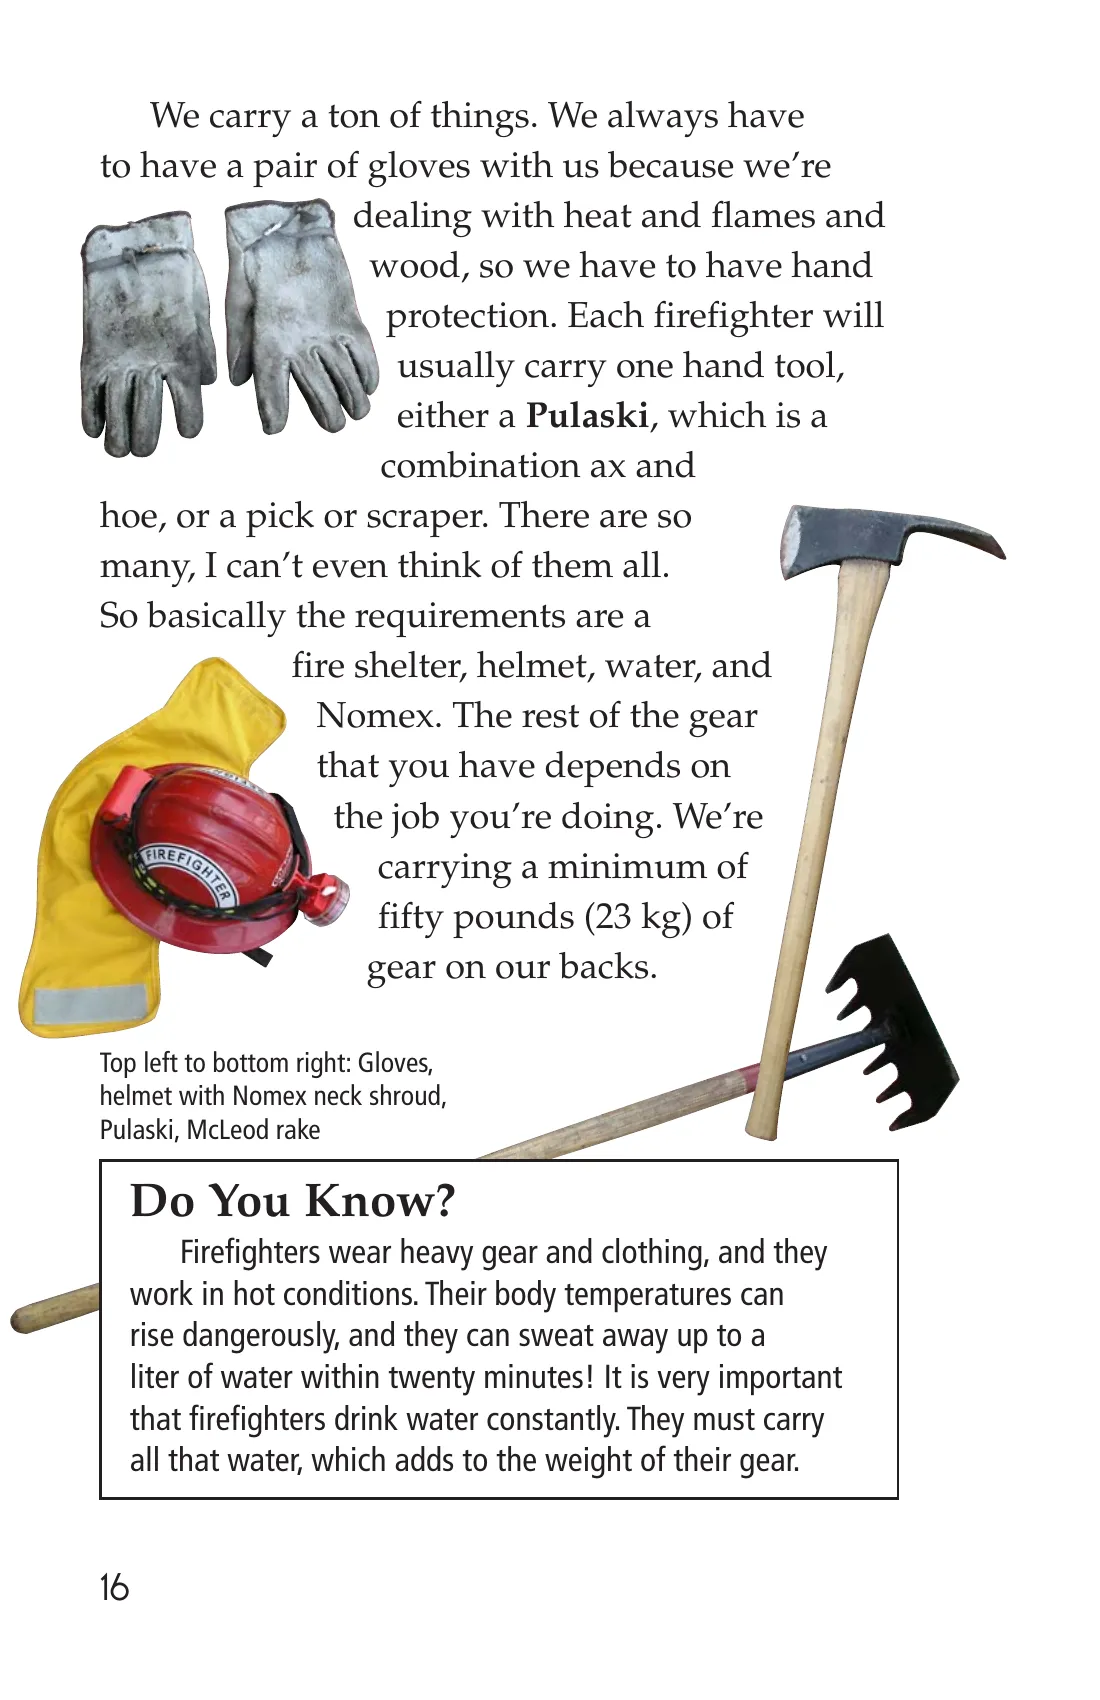 We carry a ton of things. We always have
to have a pair of gloves with us because we’re
dealing with heat and flames and
wood, so we have to have hand
protection. Each firefighter will
usually carry one hand tool,
either a Pulaski, which is a
combination ax and
hoe, or a pick or scraper. There are so
many, I can’t even think of them all.
So basically the requirements are a
fire shelter, helmet, water, and
Nomex. The rest of the gear
that you have depends on
the job you’re doing. We’re
carrying a minimum of
fifty pounds (23 kg) of
gear on our backs.
FIREFIGHTER
Top left to bottom right: Gloves,
helmet with Nomex neck shroud,
Pulaski, McLeod rake
Do You Know?
Firefighters wear heavy gear and clothing, and they
work in hot conditions. Their body temperatures can
rise dangerously, and they can sweat away up to a
liter of water within twenty minutes! It is very important
that firefighters drink water constantly. They must carry
all that water, which adds to the weight of their gear.
16